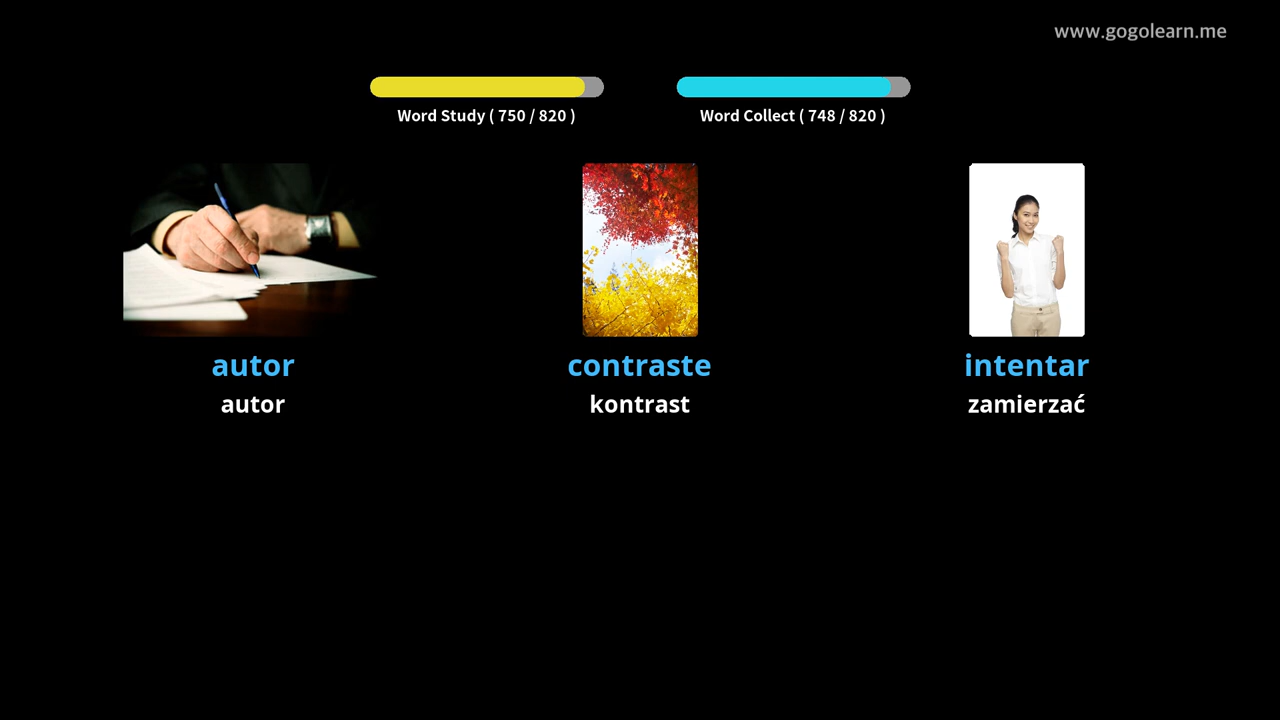 www.gogolearn.me
Word Study ( 750 / 820 )
Word Collect ( 748 / 820 )
autor
contraste
intentar
autor
kontrast
zamierzać